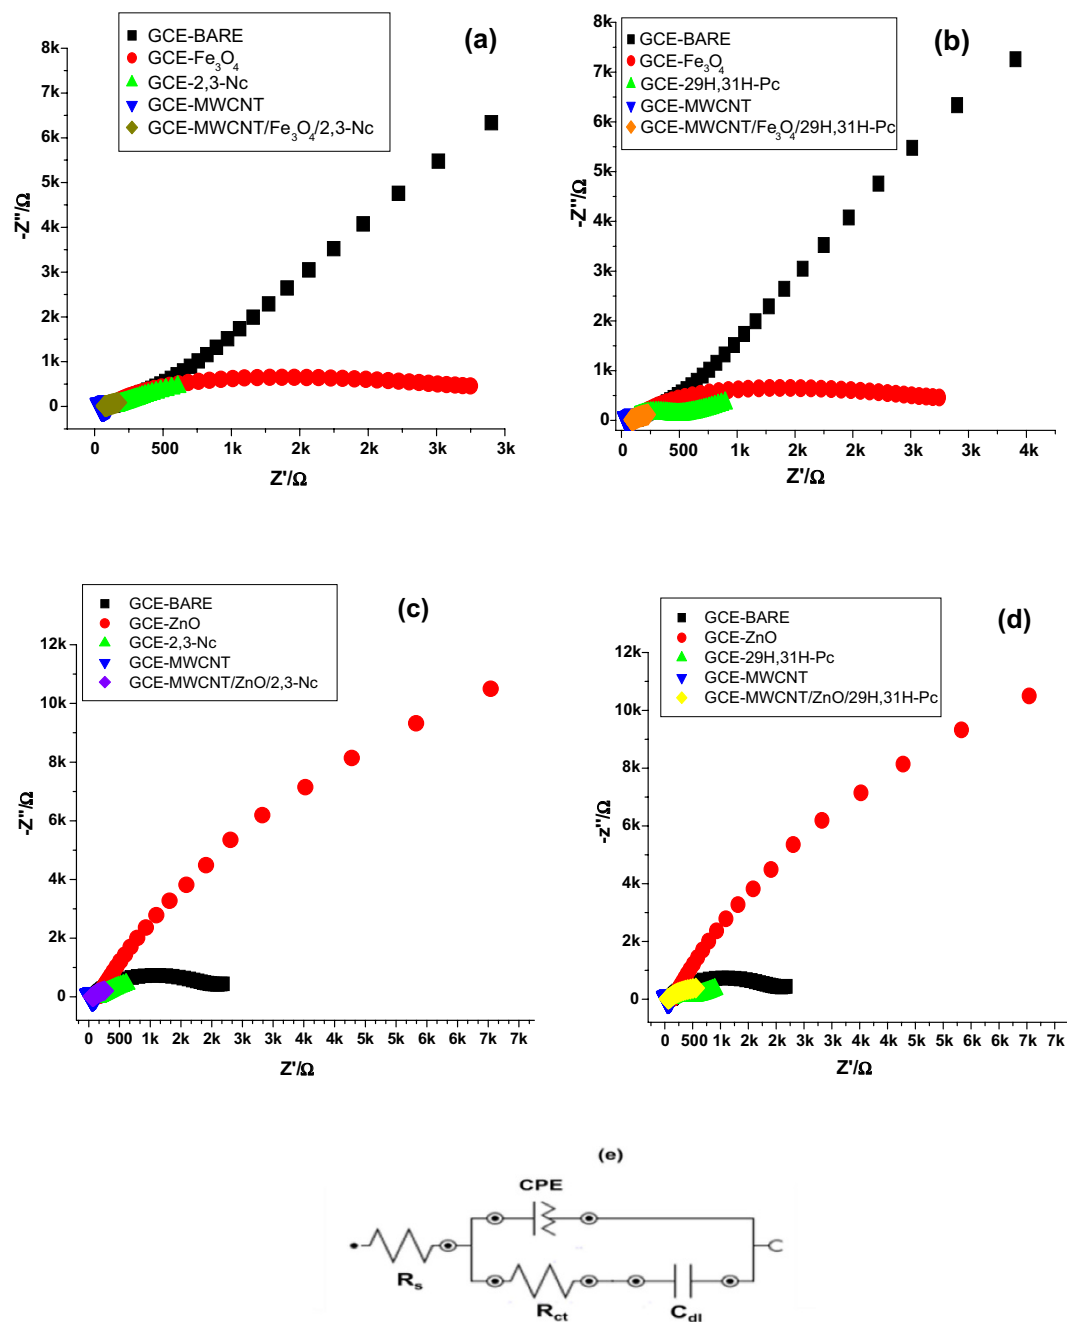 (a)
GCE-BARE
GCE-Fe₃O₄
GCE-2,3-Nc
GCE-MWCNT
GCE-MWCNT/Fe₃O₄/2,3-Nc
8k
7k
6k
5k
4k
3k
2k
1k
0
-Z''/Ω
0 500 1k 2k 2k 3k 3k
Z'/Ω
(b)
GCE-BARE
GCE-Fe₃O₄
GCE-29H,31H-Pc
GCE-MWCNT
GCE-MWCNT/Fe₃O₄/29H,31H-Pc
8k
7k
6k
5k
4k
3k
2k
1k
0
-Z''/Ω
0 500 1k 2k 2k 3k 3k 4k
Z'/Ω
(c)
GCE-BARE
GCE-ZnO
GCE-2,3-Nc
GCE-MWCNT
GCE-MWCNT/ZnO/2,3-Nc
12k
10k
8k
6k
4k
2k
0
-Z''/Ω
0 500 1k 2k 2k 3k 3k 4k 4k 5k 5k 6k 6k 7k 7k
Z'/Ω
(d)
GCE-BARE
GCE-ZnO
GCE-29H,31H-Pc
GCE-MWCNT
GCE-MWCNT/ZnO/29H,31H-Pc
12k
10k
8k
6k
4k
2k
0
-z''/Ω
0 500 1k 2k 2k 3k 3k 4k 4k 5k 5k 6k 6k 7k 7k
Z'/Ω
(e)
CPE
Rs
Rct
Cdl